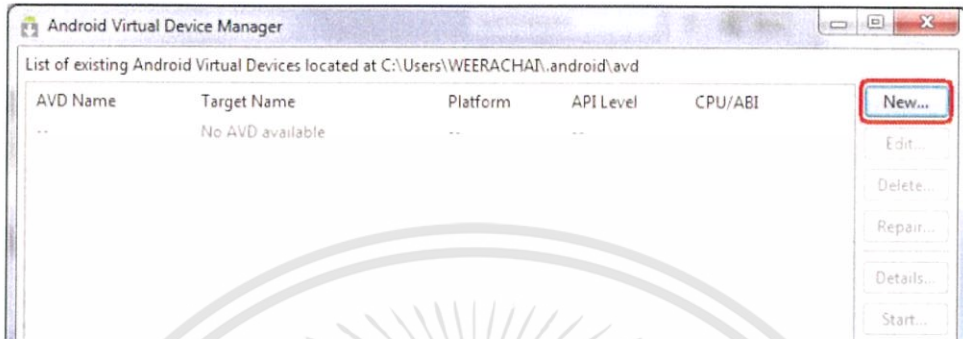 Android Virtual Device Manager
List of existing Android Virtual Devices located at C:\Users\WEERACHAI\.android\avd
AVD Name Target Name Platform API Level CPU/ABI
-- No AVD available -- --
New...
Edit...
Delete...
Repair...
Details...
Start...